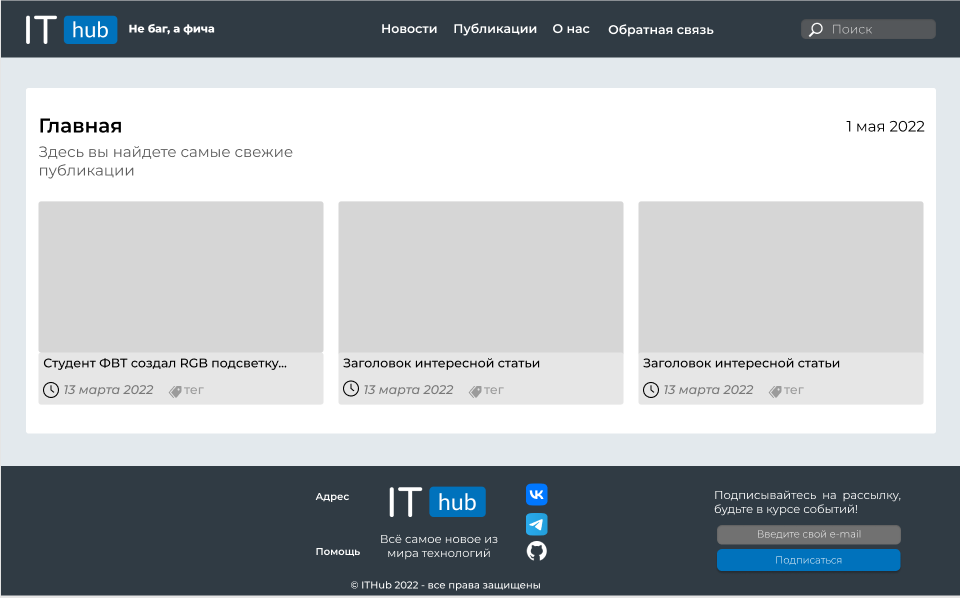 IT hub Не баг, а фича Новости Публикации О нас Обратная связь Поиск
Главная 1 мая 2022
Здесь вы найдете самые свежие
публикации
Студент ФВТ создал RGB подсветку...
13 марта 2022 тег
Заголовок интересной статьи
13 марта 2022 тег
Заголовок интересной статьи
13 марта 2022 тег
Адрес
Помощь
IT hub
Всё самое новое из
мира технологий
© ITHub 2022 - все права защищены
VK
Подписывайтесь на рассылку,
будьте в курсе событий!
Введите свой e-mail
Подписаться